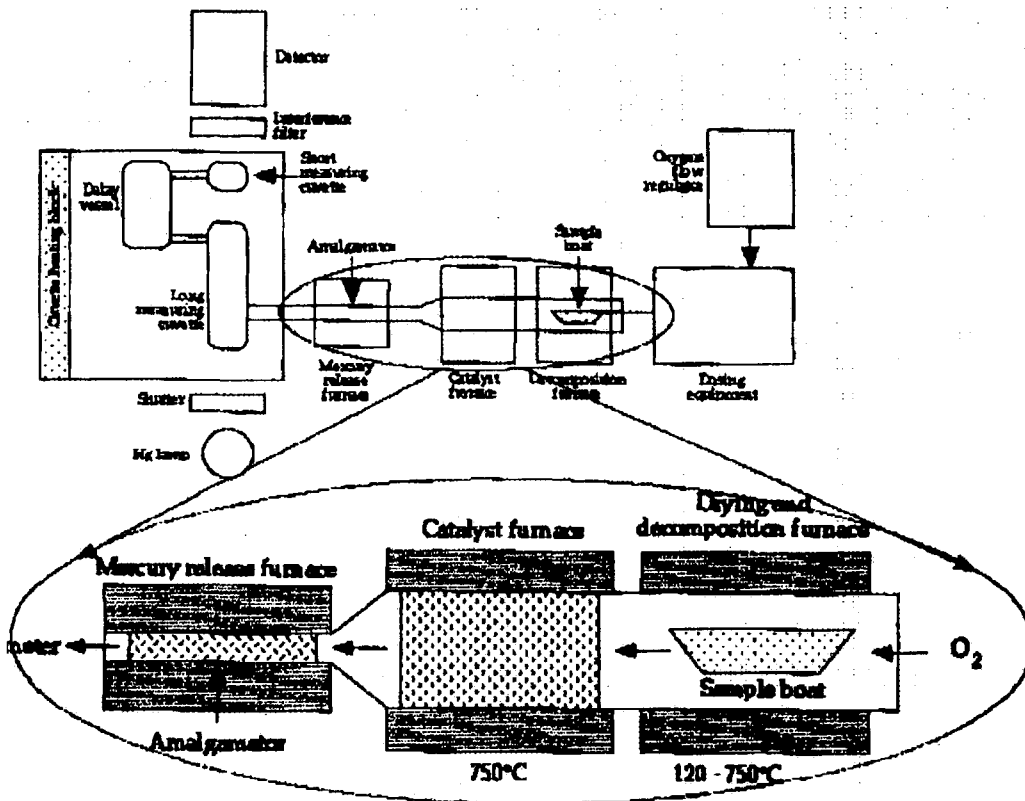 Detector
Interference
filter
Short
measuring
cuvette
Delay
vessel
Oxygen
flow
regulator
Cuvette heating block
Amalgamator
Sample
boat
Long
measuring
cuvette
Mercury
release
furnace
Catalyst
furnace
Decomposition
furnace
Dosing
equipment
Shutter
Hg lamp
Drying and
decomposition furnace
Catalyst furnace
Mercury release furnace
O₂
Sample boat
Amalgamator
750°C
120 - 750°C